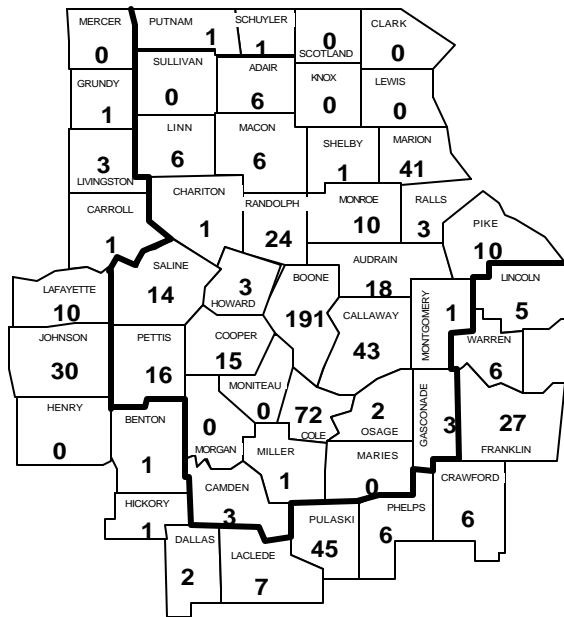 MERCER
0
PUTNAM
1
SCHUYLER
1
SCOTLAND
0
CLARK
0
SULLIVAN
0
ADAIR
6
KNOX
0
LEWIS
0
GRUNDY
1
LINN
6
MACON
6
SHELBY
1
MARION
41
3
LIVINGSTON
CHARITON
1
RANDOLPH
24
MONROE
10
RALLS
3
PIKE
10
CARROLL
1
SALINE
14
3
HOWARD
BOONE
191
AUDRAIN
18
MONTGOMERY
1
LINCOLN
5
LAFAYETTE
10
CALLAWAY
43
WARREN
6
JOHNSON
30
PETTIS
16
COOPER
15
MONITEAU
0
72
COLE
2
OSAGE
GASCONADE
3
27
FRANKLIN
HENRY
0
BENTON
1
0
MORGAN
MILLER
1
MARIES
0
CRAWFORD
6
HICKORY
1
CAMDEN
3
PULASKI
45
PHELPS
6
DALLAS
2
LACLEDE
7